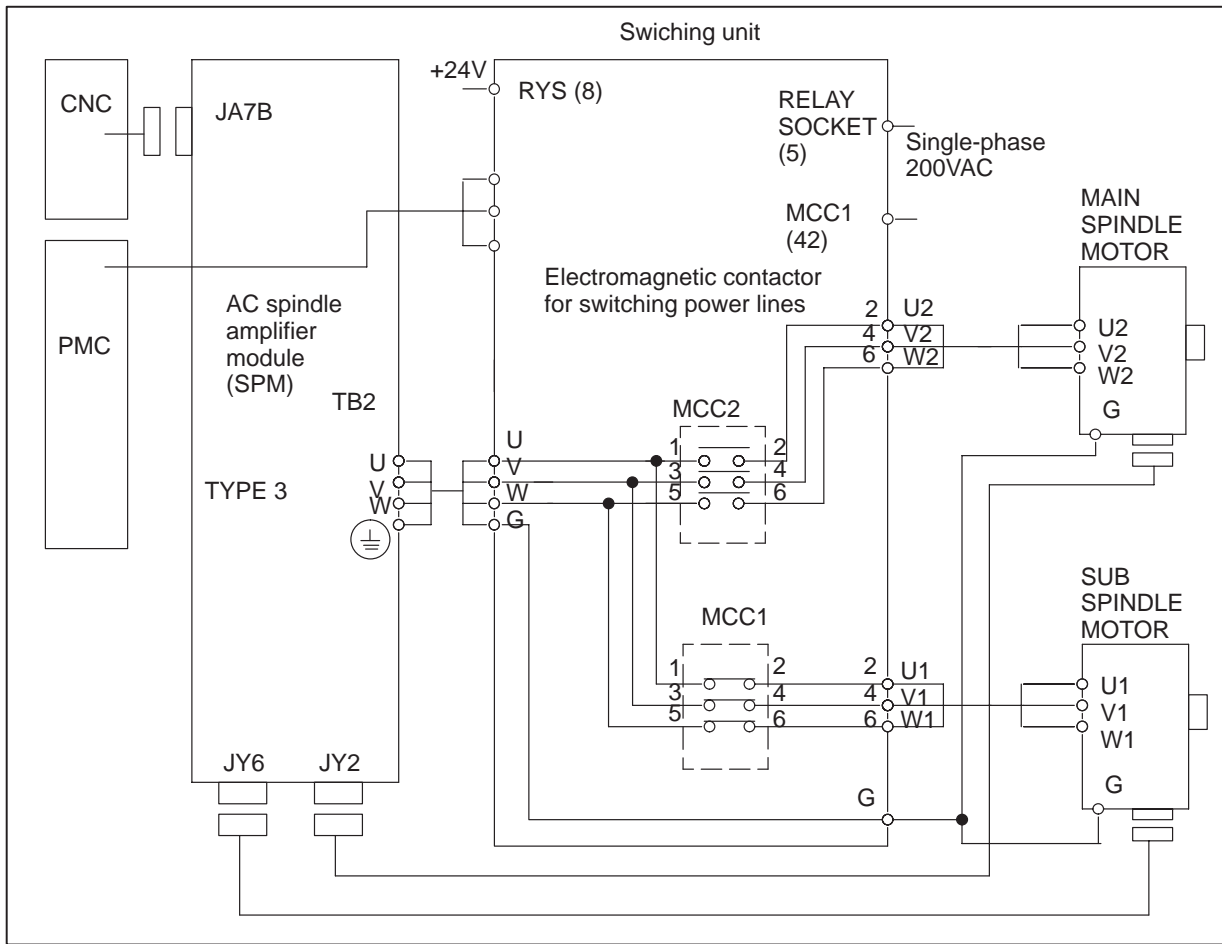 Swiching unit
CNC
JA7B
+24V
RYS (8)
RELAY
SOCKET
(5)
Single-phase
200VAC
MCC1
(42)
MAIN
SPINDLE
MOTOR
PMC
AC spindle
amplifier
module
(SPM)
Electromagnetic contactor
for switching power lines
2 U2
4 V2
6 W2
U2
V2
W2
G
TB2
MCC2
U
V
W
U
V
W
G
1 2
3 4
5 6
TYPE 3
SUB
SPINDLE
MOTOR
MCC1
1 2
3 4
5 6
2 U1
4 V1
6 W1
U1
V1
W1
G
JY6
JY2
G